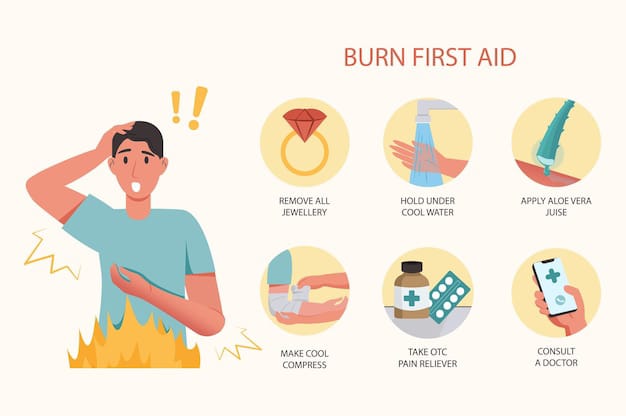 BURN FIRST AID
!!
REMOVE ALL
JEWELLERY
HOLD UNDER
COOL WATER
APPLY ALOE VERA
JUISE
MAKE COOL
COMPRESS
TAKE OTC
PAIN RELIEVER
CONSULT
A DOCTOR